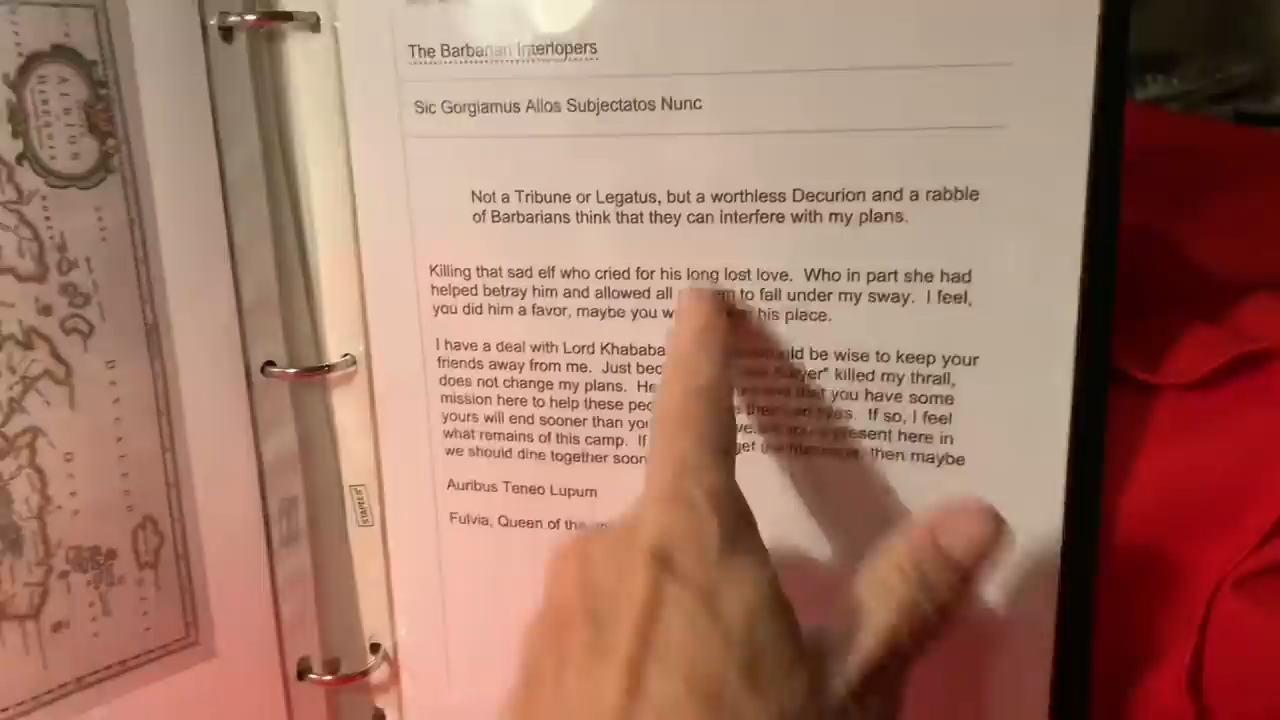 The Barbarian Interlopers
Sic Gorgiamus Allos Subjectatos Nunc
Not a Tribune or Legatus, but a worthless Decurion and a rabble
of Barbarians think that they can interfere with my plans.
Killing that sad elf who cried for his long lost love. Who in part she had
helped betray him and allowed all to fall under my sway. I feel,
you did him a favor, maybe you his place.
I have a deal with Lord Khababa be wise to keep your
friends away from me. Just killed my thrall,
does not change my plans. you have some
mission here to help these If so, I feel
yours will end sooner than present here in
what remains of this camp. If then maybe
we should dine together soon
Auribus Teneo Lupum
Fulvia, Queen of the
ALBION
STAPLES